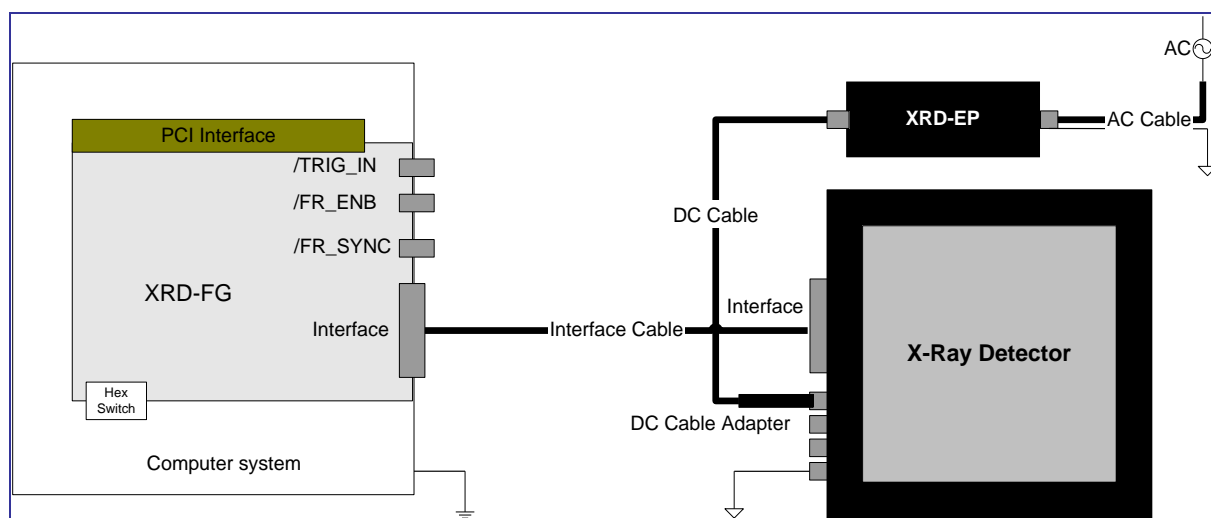 AC
PCI Interface
XRD-EP
AC Cable
/TRIG_IN
/FR_ENB
/FR_SYNC
DC Cable
XRD-FG
Interface
Interface
Interface Cable
X-Ray Detector
Hex
Switch
DC Cable Adapter
Computer system